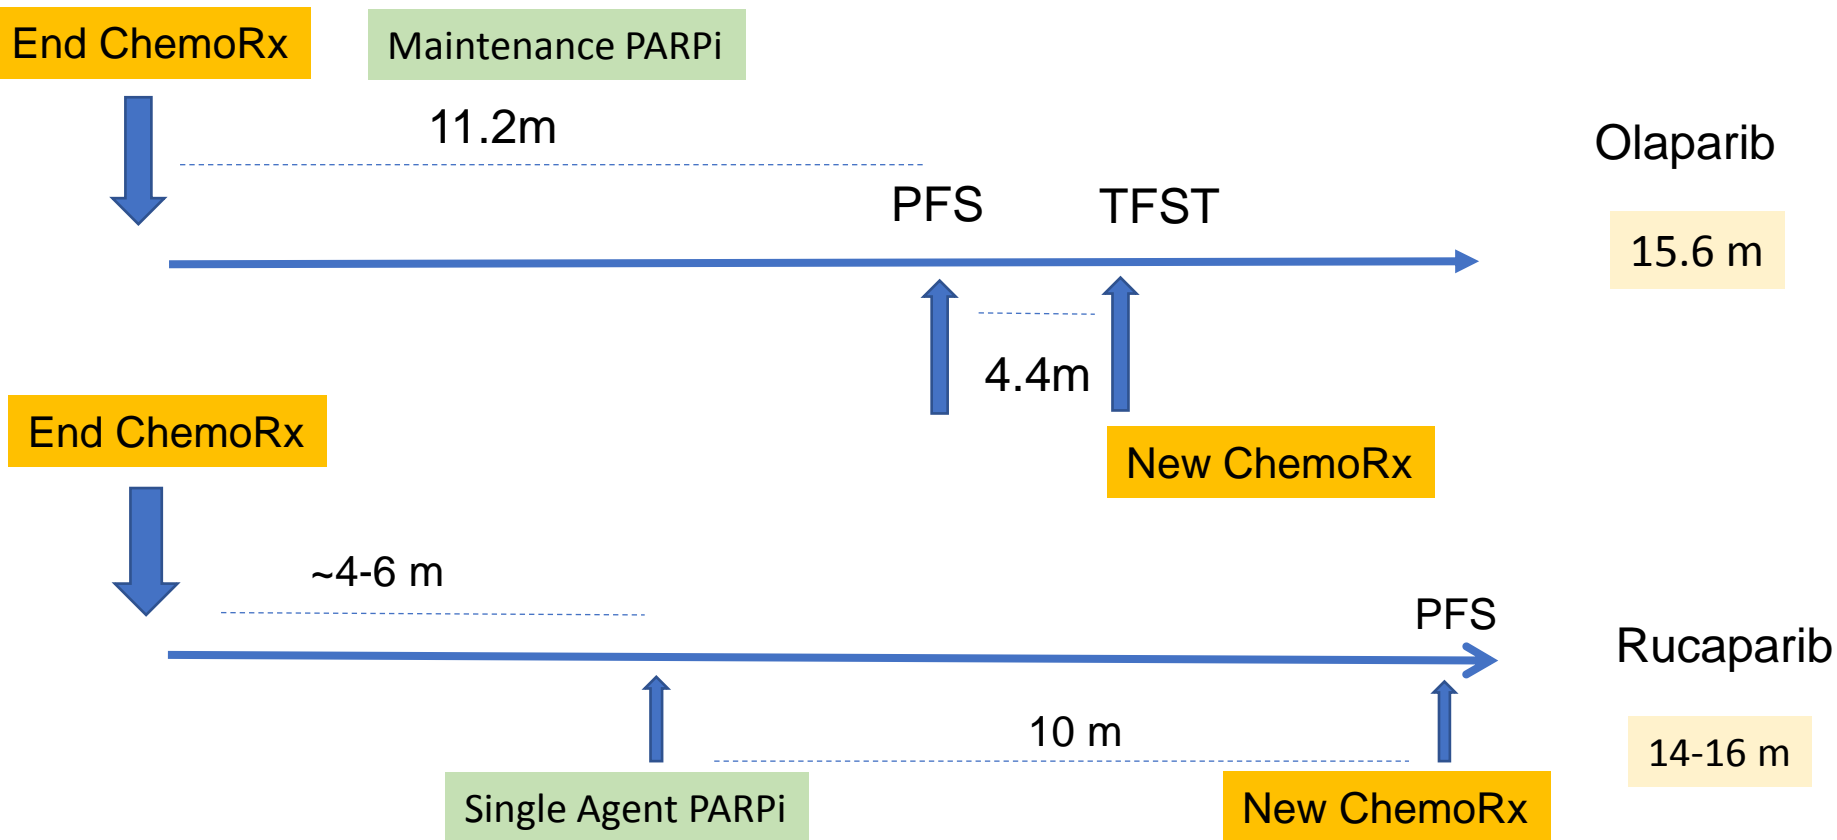 End ChemoRx
Maintenance PARPi
11.2m
Olaparib
PFS
TFST
15.6 m
4.4m
End ChemoRx
New ChemoRx
~4-6 m
PFS
Rucaparib
10 m
14-16 m
Single Agent PARPi
New ChemoRx